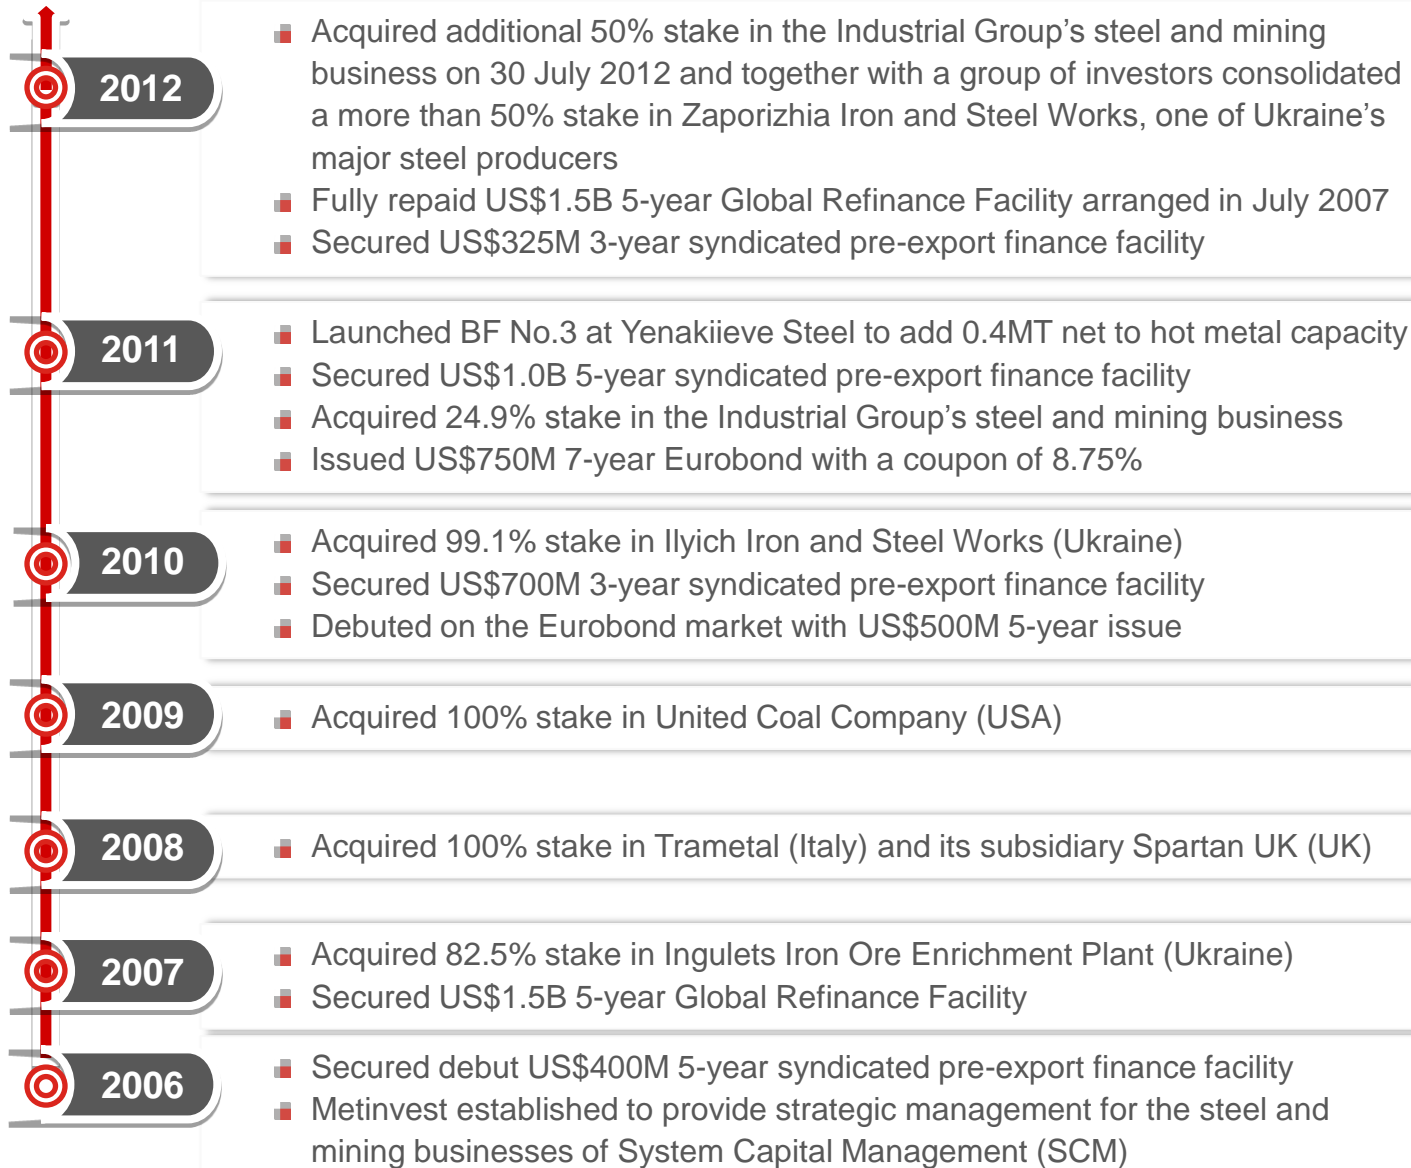 2012
Acquired additional 50% stake in the Industrial Group’s steel and mining
business on 30 July 2012 and together with a group of investors consolidated
a more than 50% stake in Zaporizhia Iron and Steel Works, one of Ukraine’s
major steel producers
Fully repaid US$1.5B 5-year Global Refinance Facility arranged in July 2007
Secured US$325M 3-year syndicated pre-export finance facility
2011
Launched BF No.3 at Yenakiieve Steel to add 0.4MT net to hot metal capacity
Secured US$1.0B 5-year syndicated pre-export finance facility
Acquired 24.9% stake in the Industrial Group’s steel and mining business
Issued US$750M 7-year Eurobond with a coupon of 8.75%
2010
Acquired 99.1% stake in Ilyich Iron and Steel Works (Ukraine)
Secured US$700M 3-year syndicated pre-export finance facility
Debuted on the Eurobond market with US$500M 5-year issue
2009
Acquired 100% stake in United Coal Company (USA)
2008
Acquired 100% stake in Trametal (Italy) and its subsidiary Spartan UK (UK)
2007
Acquired 82.5% stake in Ingulets Iron Ore Enrichment Plant (Ukraine)
Secured US$1.5B 5-year Global Refinance Facility
2006
Secured debut US$400M 5-year syndicated pre-export finance facility
Metinvest established to provide strategic management for the steel and
mining businesses of System Capital Management (SCM)